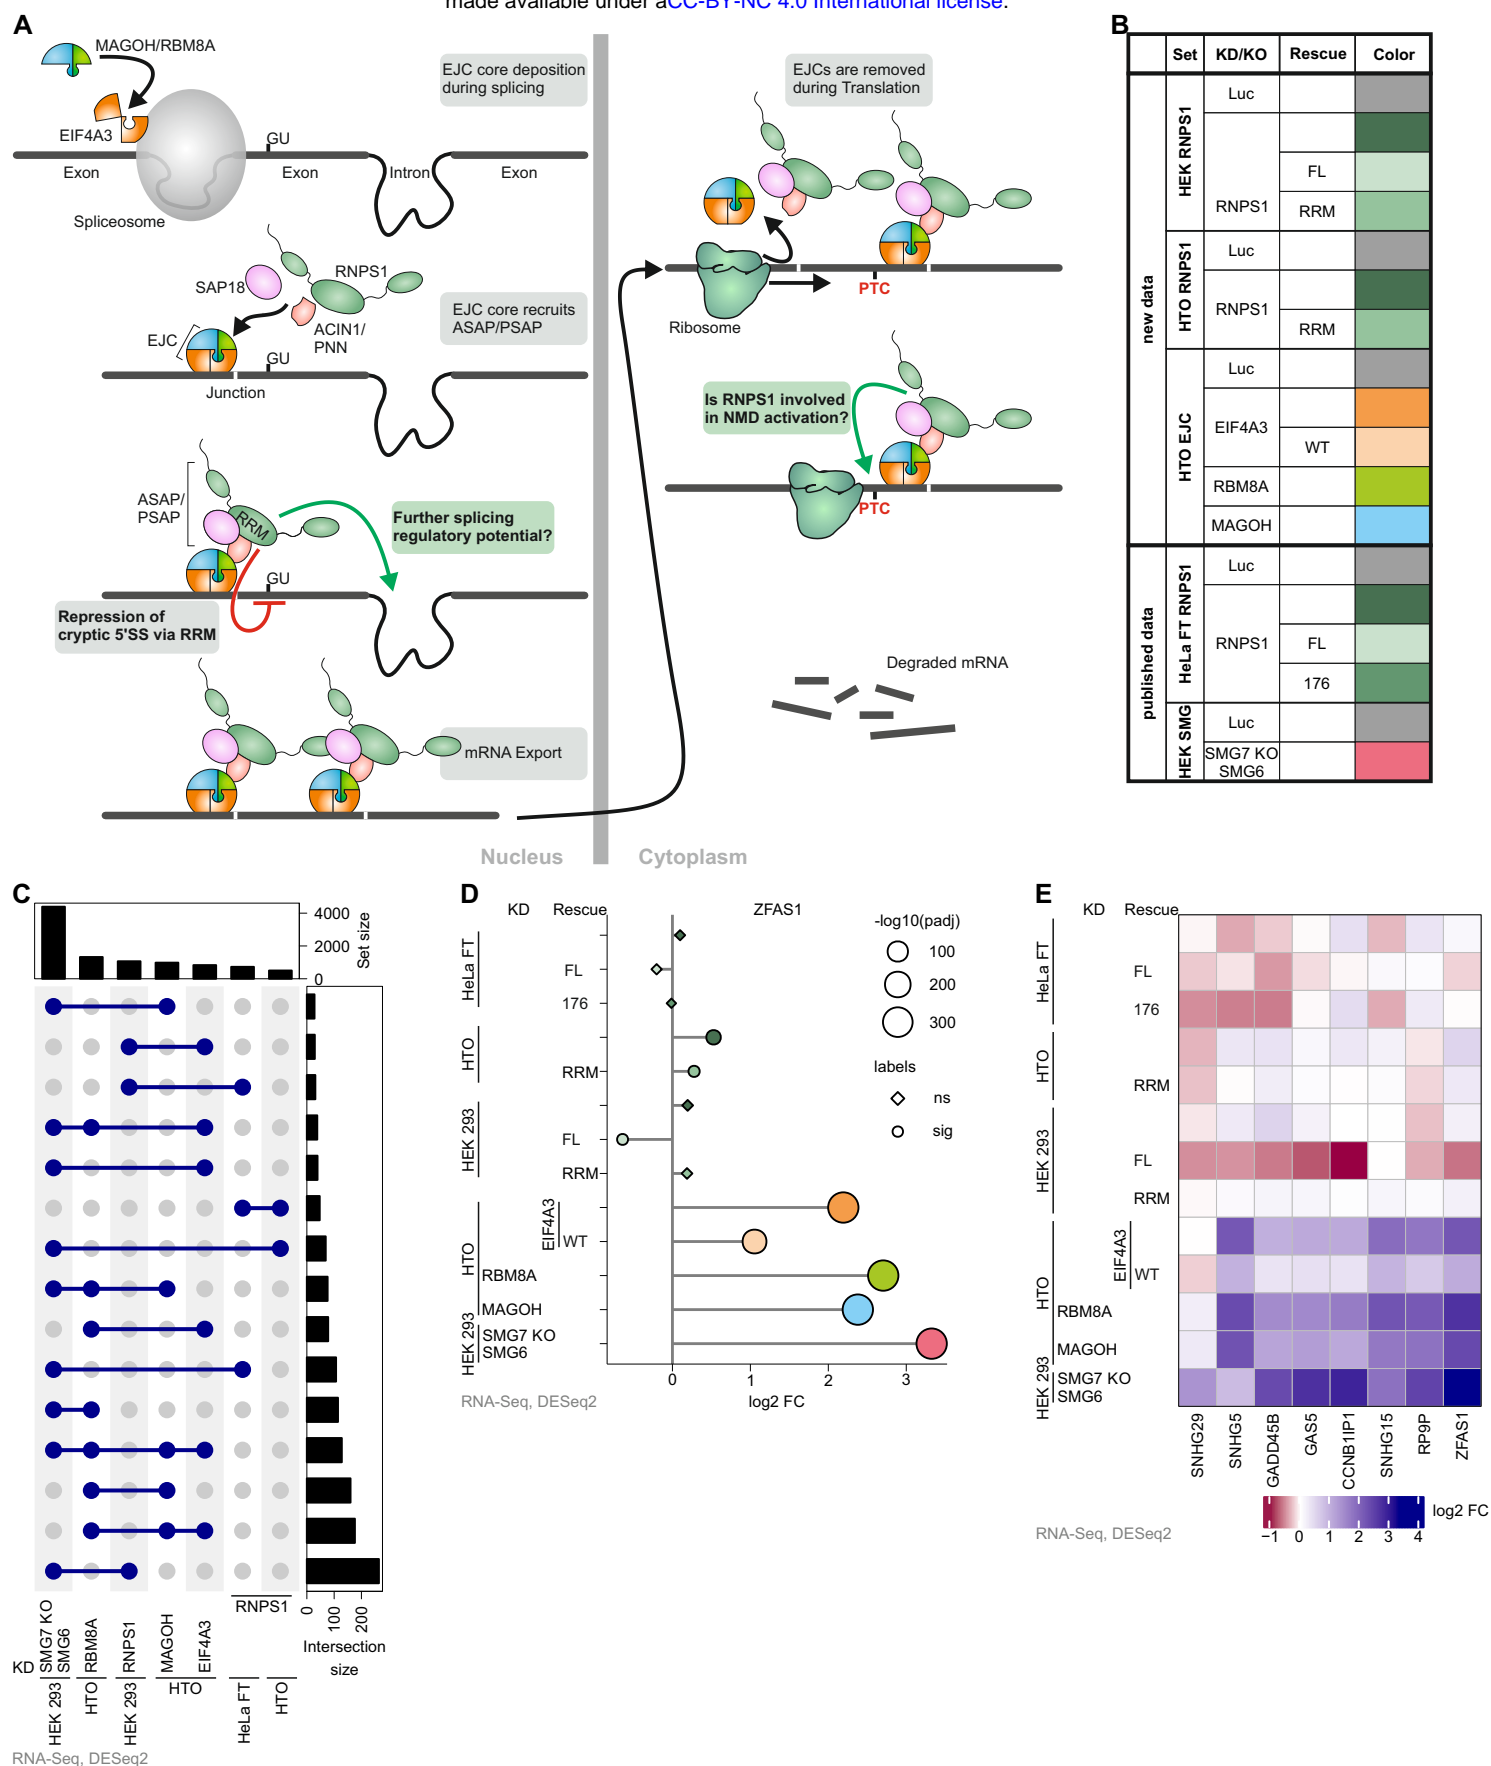 made available under aCC-BY-NC 4.0 International license.
A
MAGOH/RBM8A
EIF4A3
EJC core deposition
during splicing
GU
Exon
Exon
Intron
Exon
Spliceosome
SAP18
RNPS1
ACIN1/
PNN
EJC
GU
Junction
EJC core recruits
ASAP/PSAP
ASAP/
PSAP
RRM
Further splicing
regulatory potential?
GU
Repression of
cryptic 5'SS via RRM
mRNA Export
Nucleus
Cytoplasm
EJCs are removed
during Translation
Ribosome
PTC
Is RNPS1 involved
in NMD activation?
PTC
Degraded mRNA
B
Set KD/KO Rescue Color
new data
HEK RNPS1
Luc
RNPS1
FL
RRM
HTO RNPS1
Luc
RNPS1
RRM
HTO EJC
Luc
EIF4A3
WT
RBM8A
MAGOH
published data
HeLa FT RNPS1
Luc
RNPS1
FL
176
HEK SMG
Luc
SMG7 KO
SMG6
C
4000
2000
0
Set size
0
100
200
Intersection
size
RNPS1
KD
SMG7 KO
SMG6
RBM8A
RNPS1
MAGOH
EIF4A3
HEK 293
HTO
HEK 293
HTO
HeLa FT
HTO
RNA-Seq, DESeq2
D
KD Rescue ZFAS1
HeLa FT
FL
176
HTO
RRM
HEK 293
FL
RRM
HTO
EIF4A3
WT
RBM8A
MAGOH
HEK 293
SMG7 KO
SMG6
0 1 2 3
log2 FC
-log10(padj)
100
200
300
labels
ns
sig
RNA-Seq, DESeq2
E
KD Rescue
HeLa FT
FL
176
HTO
RRM
HEK 293
FL
RRM
HTO
EIF4A3
WT
RBM8A
MAGOH
HEK 293
SMG7 KO
SMG6
SNHG29
SNHG5
GADD45B
GAS5
CCNB1IP1
SNHG15
RP9P
ZFAS1
log2 FC
−1 0 1 2 3 4
RNA-Seq, DESeq2